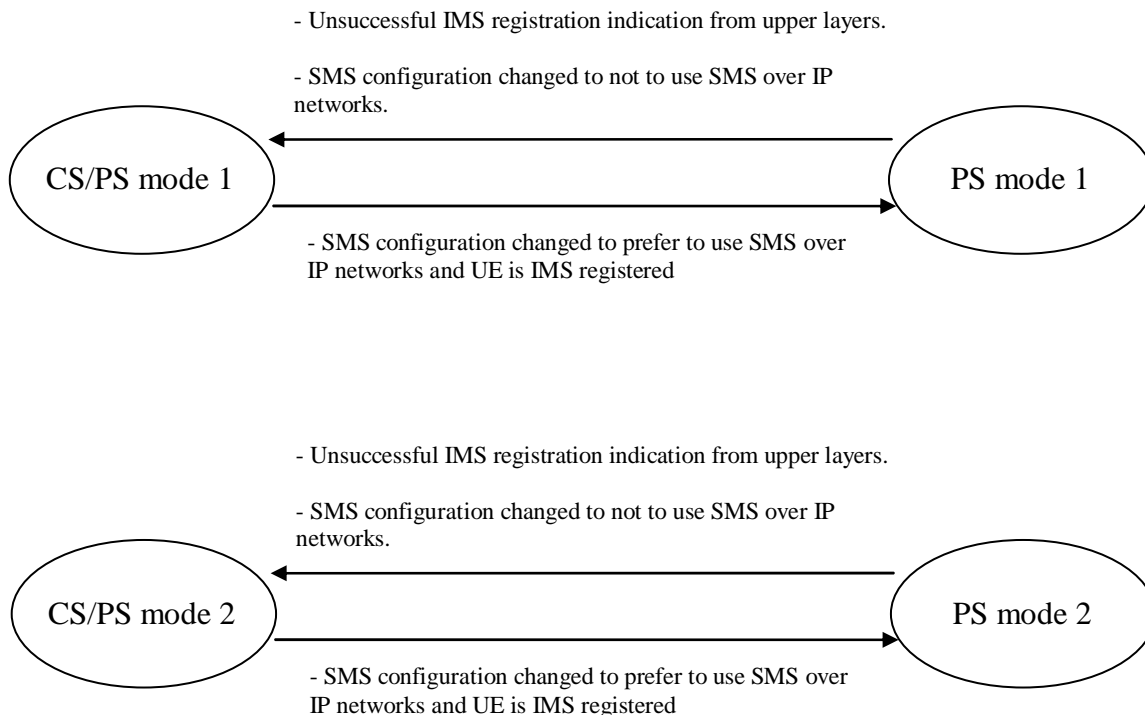 - Unsuccessful IMS registration indication from upper layers.
- SMS configuration changed to not to use SMS over IP
networks.
CS/PS mode 1
PS mode 1
- SMS configuration changed to prefer to use SMS over
IP networks and UE is IMS registered
- Unsuccessful IMS registration indication from upper layers.
- SMS configuration changed to not to use SMS over IP
networks.
CS/PS mode 2
PS mode 2
- SMS configuration changed to prefer to use SMS over
IP networks and UE is IMS registered